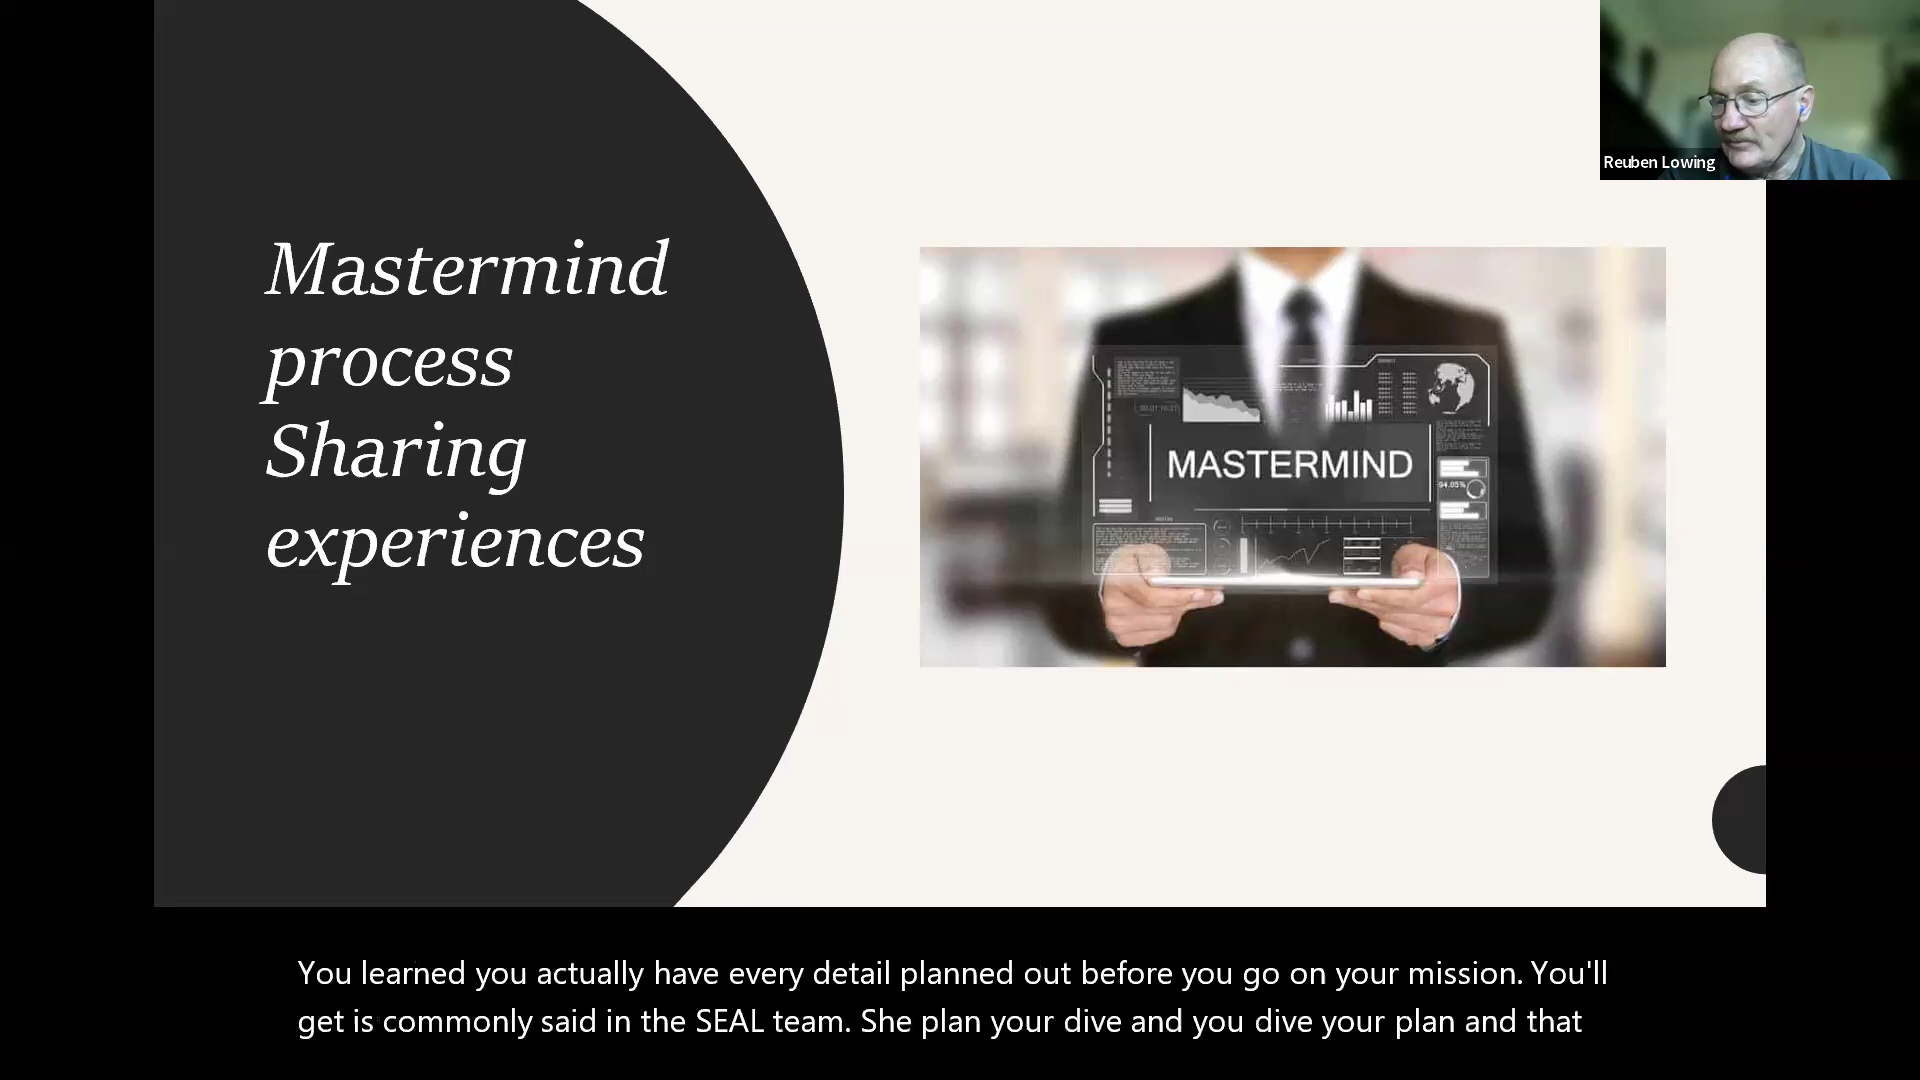 Mastermind
process
Sharing
experiences
Reuben Lowing
MASTERMIND
94.05%
You learned you actually have every detail planned out before you go on your mission. You'll
get is commonly said in the SEAL team. She plan your dive and you dive your plan and that